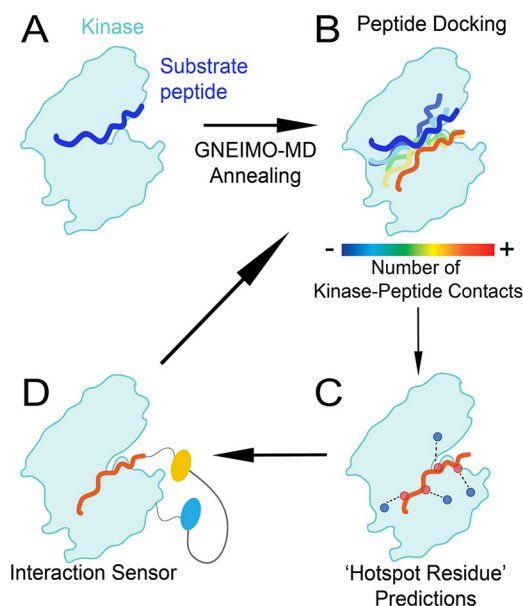 A
Kinase
Substrate
peptide
GNEIMO-MD
Annealing
B
Peptide Docking
- +
Number of
Kinase-Peptide Contacts
C
'Hotspot Residue'
Predictions
D
Interaction Sensor